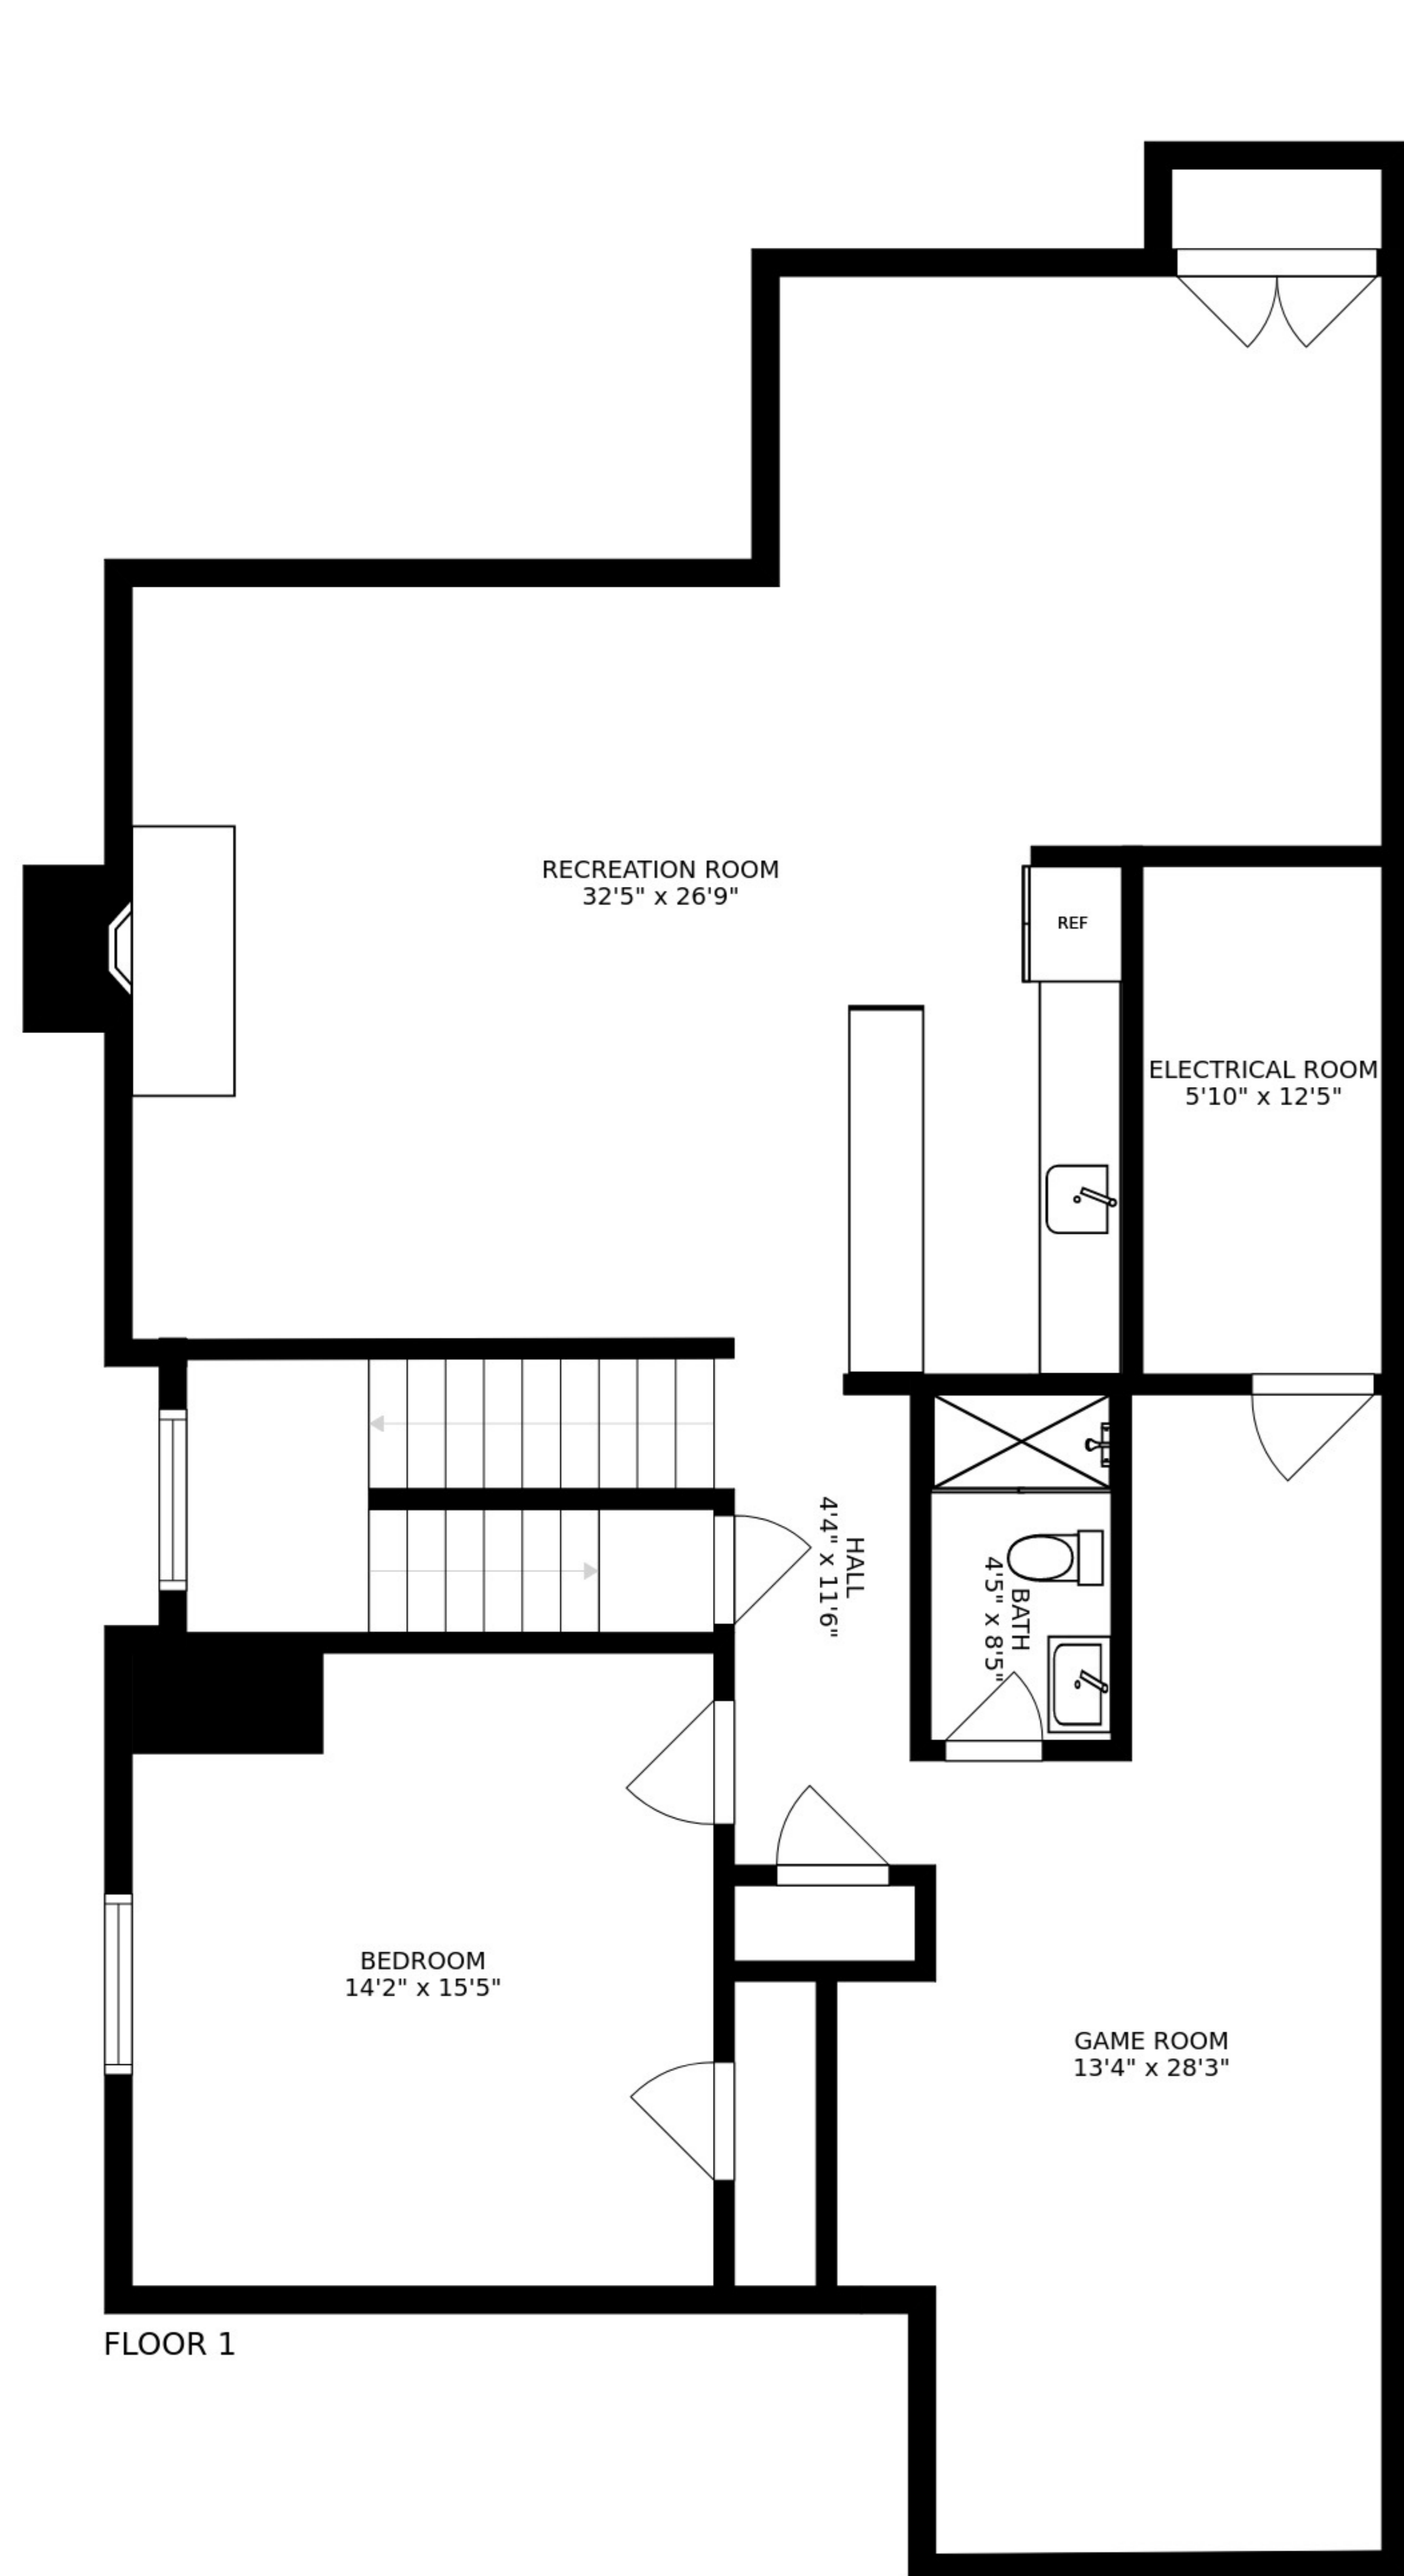 RECREATION ROOM
32'5" x 26'9"
REF
ELECTRICAL ROOM
5'10" x 12'5"
HALL
4'4" x 11'6"
BATH
4'5" x 8'5"
BEDROOM
14'2" x 15'5"
GAME ROOM
13'4" x 28'3"
FLOOR 1